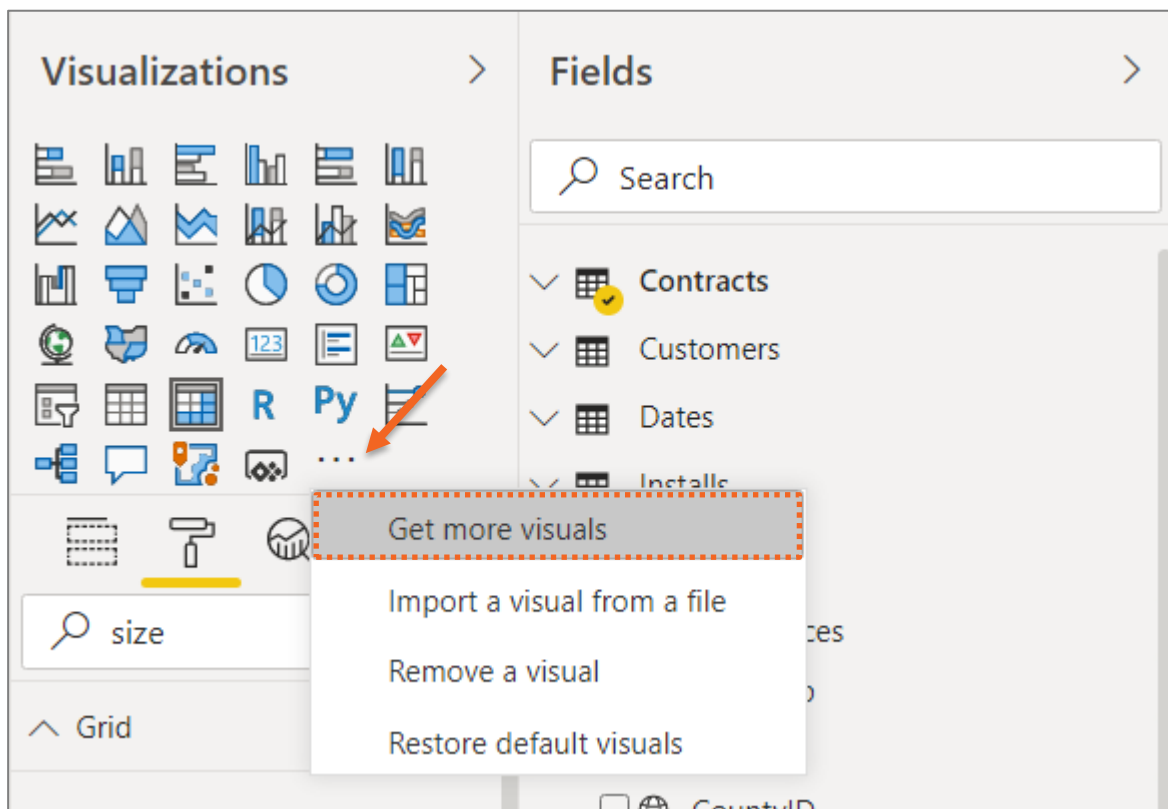 Visualizations
Fields
Search
123
Contracts
Customers
R
Py
Dates
...
Installs
Get more visuals
size
Import a visual from a file
Remove a visual
Grid
Restore default visuals
CountyID